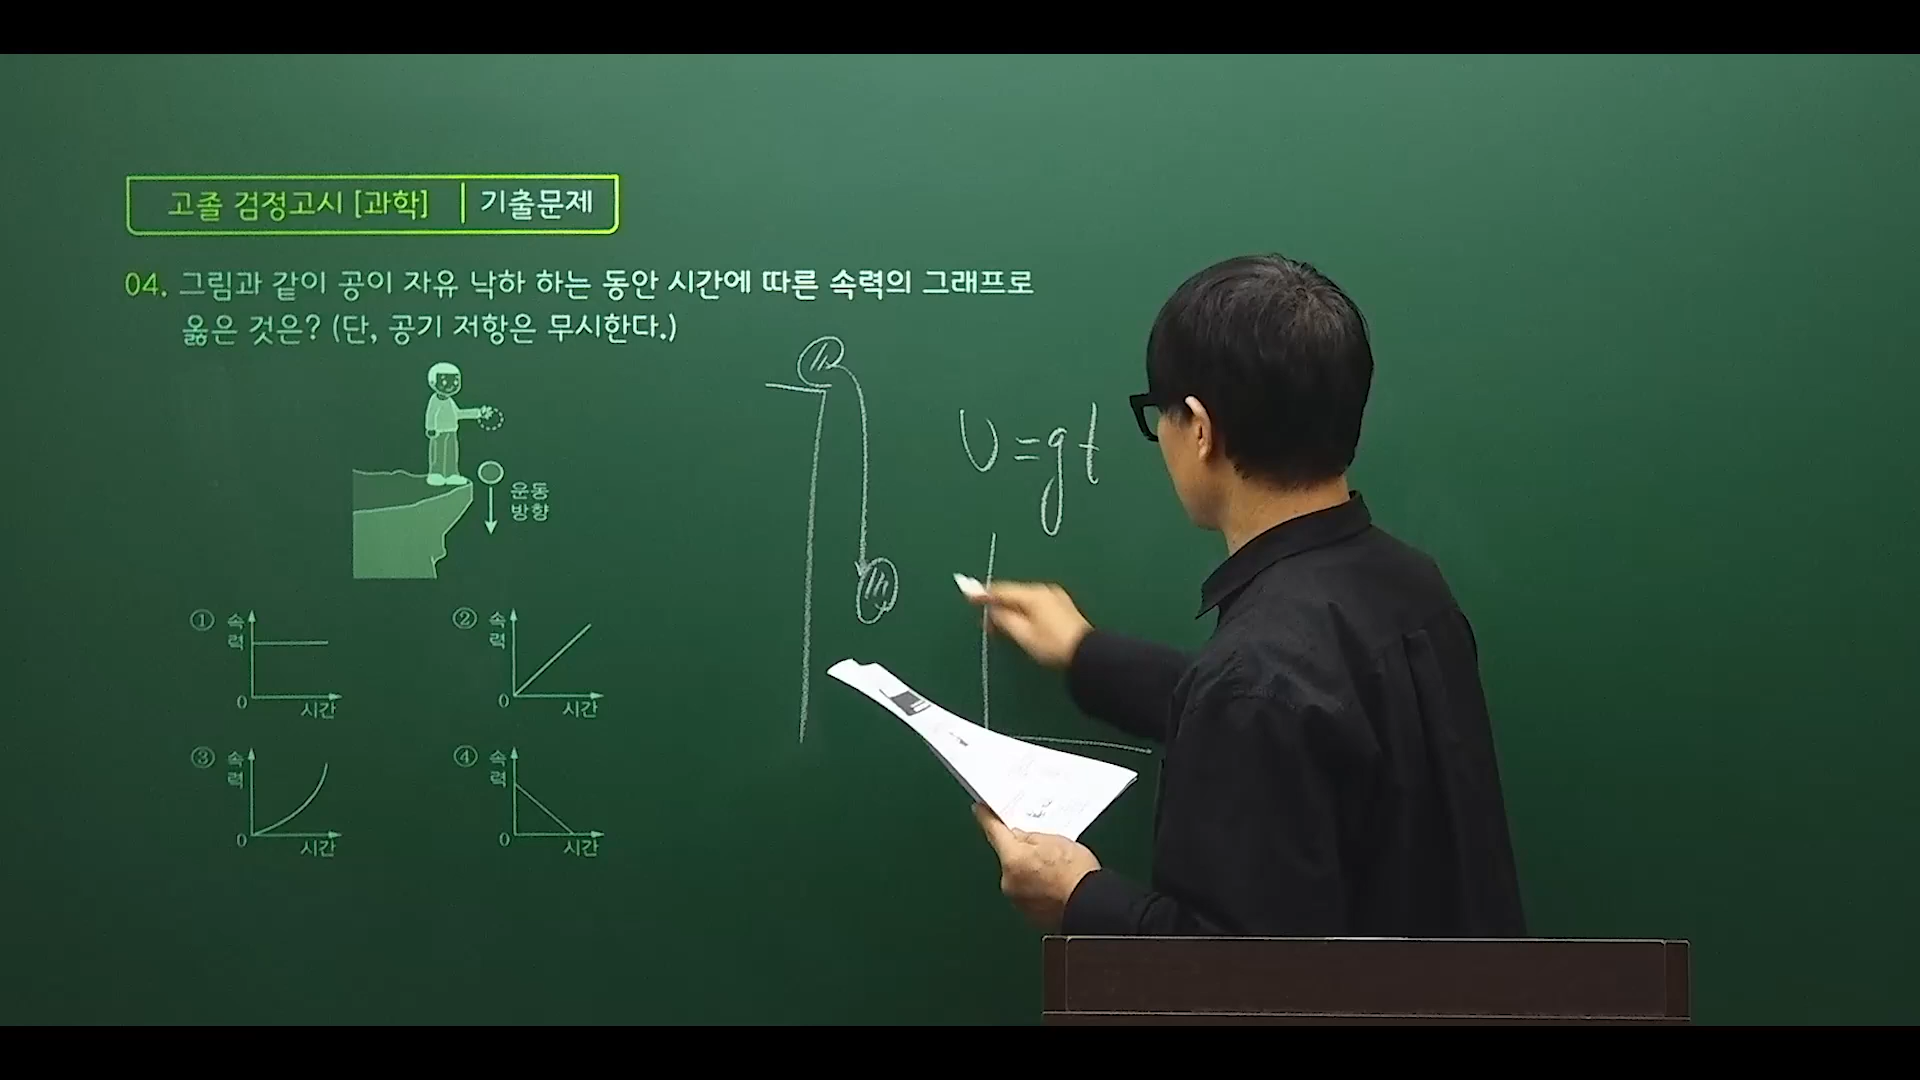 고졸 검정고시 [과학] 기출문제
04. 그림과 같이 공이 자유 낙하 하는 동안 시간에 따른 속력의 그래프로
옳은 것은? (단, 공기 저항은 무시한다.)
운동
방향
① 속력 0 시간
② 속력 0 시간
③ 속력 0 시간
④ 속력 0 시간
m
v=gt
m